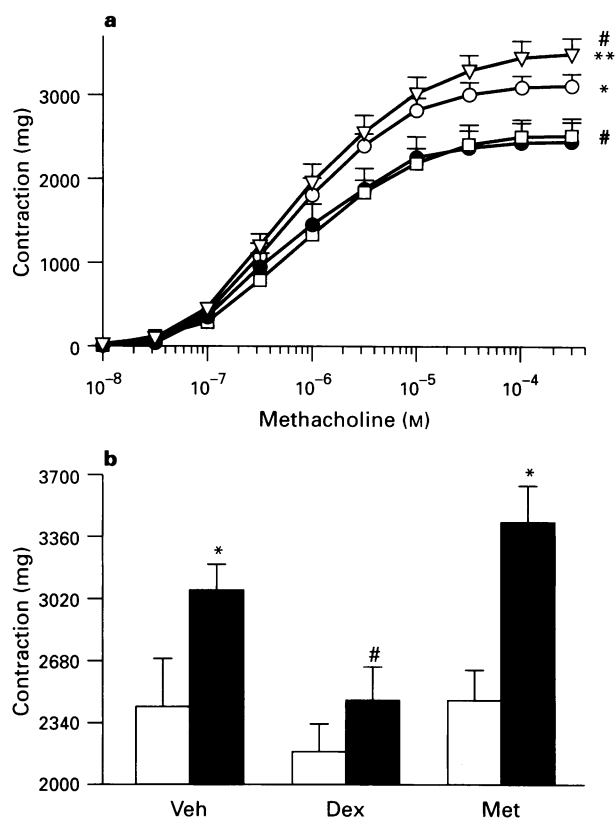 a
#
**
*
#
3000
2000
1000
0
Contraction (mg)
10⁻⁸ 10⁻⁷ 10⁻⁶ 10⁻⁵ 10⁻⁴
Methacholine (M)
b
3700
3360
3020
2680
2340
2000
Contraction (mg)
*
#
*
Veh Dex Met